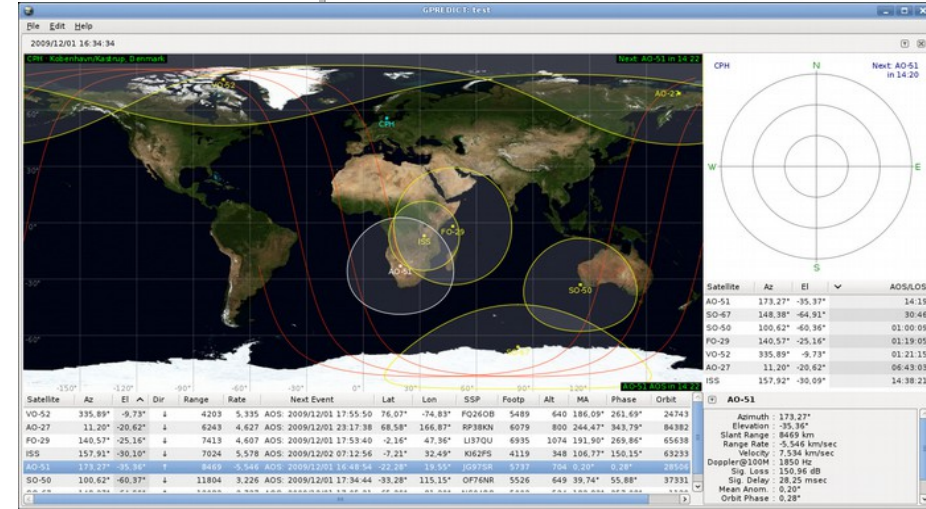 GPREDICT: test
File Edit Help
2009/12/01 16:34:34
CPH København/Kastrup, Denmark
Next: AO-51 in 14:22
VO-52
AO-27
CPH
FO-29
ISS
AO-51
SO-50
60°
30°
0°
-30°
-60°
-150° -120° -90° -60° -30° 0° 30° 60° 90° 120°
AO-51 AOS in 14:22
CPH
N
Next: AO-51
in 14:20
W
E
S
Satellite Az El AOS/LOS
AO-51 173,27° -35,37° 14:19
SO-67 148,38° -64,91° 30:46
SO-50 100,62° -60,36° 01:00:09
FO-29 140,57° -25,16° 01:19:05
VO-52 335,89° -9,73° 01:21:15
AO-27 11,20° -20,62° 06:43:03
ISS 157,92° -30,09° 14:38:21
Satellite Az El Dir Range Rate Next Event Lat Lon SSP Footp Alt MA Phase Orbit
VO-52 335,89° -9,73° ↓ 4203 5,335 AOS: 2009/12/01 17:55:50 76,07° -74,83° FQ26OB 5489 640 186,09° 261,69° 24743
AO-27 11,20° -20,62° ↓ 6243 4,627 AOS: 2009/12/01 23:17:38 68,58° 166,87° RP38KN 6079 800 244,47° 343,79° 84382
FO-29 140,57° -25,16° ↓ 7413 4,607 AOS: 2009/12/01 17:53:40 -2,16° 47,36° LI37QU 6935 1074 191,90° 269,86° 65638
ISS 157,91° -30,10° ↓ 7024 5,578 AOS: 2009/12/02 07:12:56 -7,21° 32,49° KI62FS 4119 348 106,77° 150,15° 63233
AO-51 173,27° -35,36° ↑ 8469 -5,546 AOS: 2009/12/01 16:48:54 -22,28° 19,55° JG97SR 5737 704 0,20° 0,28° 28506
SO-50 100,62° -60,37° ↓ 11804 3,226 AOS: 2009/12/01 17:34:44 -33,28° 115,15° OF76NR 5526 649 39,74° 55,88° 37331
AO-51
Azimuth : 173,27°
Elevation : -35,36°
Slant Range : 8469 km
Range Rate : -5,546 km/sec
Velocity : 7,534 km/sec
Doppler@100M : 1850 Hz
Sig. Loss : 150,96 dB
Sig. Delay : 28,25 msec
Mean Anom. : 0,20°
Orbit Phase : 0,28°